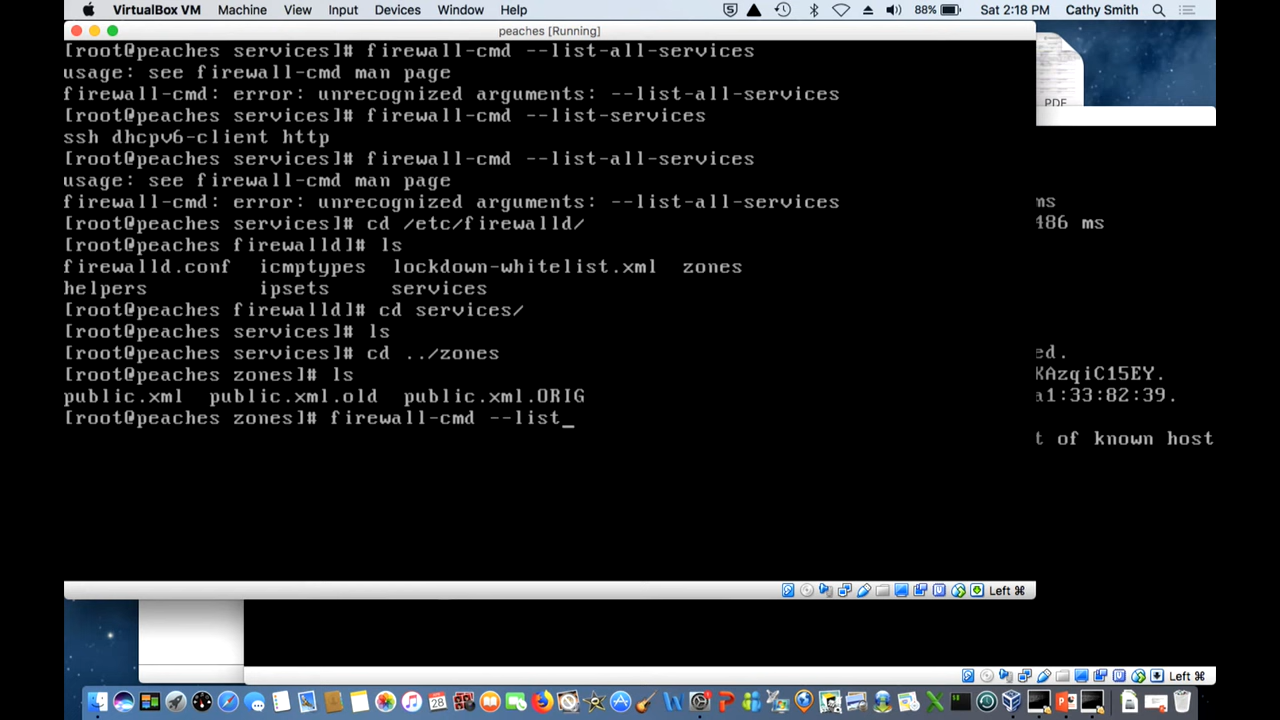 VirtualBox VM Machine View Input Devices Window Help 88% Sat 2:18 PM Cathy Smith
peaches [Running]
[root@peaches services]# firewall-cmd --list-all-services
usage: see firewall-cmd man page
firewall-cmd: error: unrecognized arguments: --list-all-services
[root@peaches services]# firewall-cmd --list-services
ssh dhcpv6-client http
[root@peaches services]# firewall-cmd --list-all-services
usage: see firewall-cmd man page
firewall-cmd: error: unrecognized arguments: --list-all-services
[root@peaches services]# cd /etc/firewalld/
[root@peaches firewalld]# ls
firewalld.conf icmptypes lockdown-whitelist.xml zones
helpers ipsets services
[root@peaches firewalld]# cd services/
[root@peaches services]# ls
[root@peaches services]# cd ../zones
[root@peaches zones]# ls
public.xml public.xml.old public.xml.ORIG
[root@peaches zones]# firewall-cmd --list_
Left ⌘
PDF
ms
486 ms
ed.
KAzqiC15EY.
a1:33:82:39.
t of known host
Left ⌘